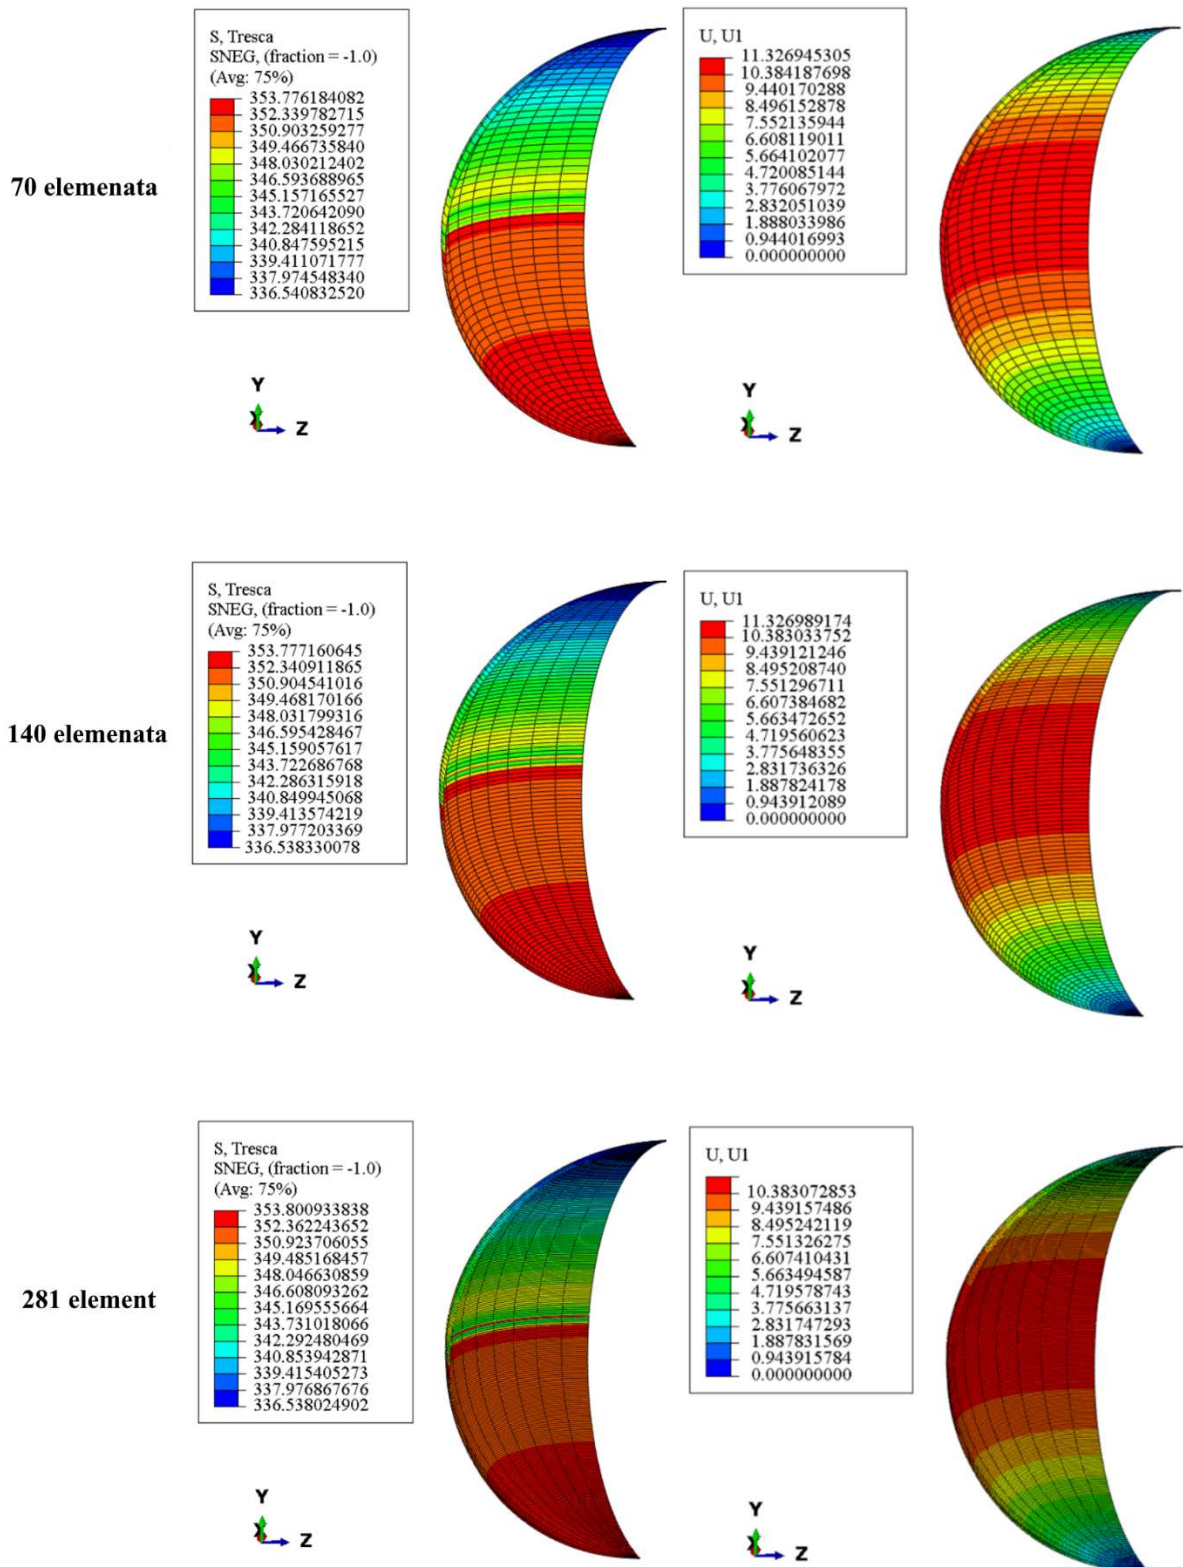 S, Tresca
SNEG, (fraction = -1.0)
(Avg: 75%)
353.776184082
352.339782715
350.903259277
349.466735840
348.030212402
346.593688965
345.157165527
343.720642090
342.284118652
340.847595215
339.411071777
337.974548340
336.540832520
U, U1
11.326945305
10.384187698
9.440170288
8.496152878
7.552135944
6.608119011
5.664102077
4.720085144
3.776067972
2.832051039
1.888033986
0.944016993
0.000000000
70 elemenata
Y
X
Z
Y
X
Z
S, Tresca
SNEG, (fraction = -1.0)
(Avg: 75%)
353.777160645
352.340911865
350.904541016
349.468170166
348.031799316
346.595428467
345.159057617
343.722686768
342.286315918
340.849945068
339.413574219
337.977203369
336.538330078
U, U1
11.326989174
10.383033752
9.439121246
8.495208740
7.551296711
6.607384682
5.663472652
4.719560623
3.775648355
2.831736326
1.887824178
0.943912089
0.000000000
140 elemenata
Y
X
Z
Y
X
Z
S, Tresca
SNEG, (fraction = -1.0)
(Avg: 75%)
353.800933838
352.362243652
350.923706055
349.485168457
348.046630859
346.608093262
345.169555664
343.731018066
342.292480469
340.853942871
339.415405273
337.976867676
336.538024902
U, U1
10.383072853
9.439157486
8.495242119
7.551326275
6.607410431
5.663494587
4.719578743
3.775663137
2.831747293
1.887831569
0.943915784
0.000000000
281 element
Y
X
Z
Y
X
Z